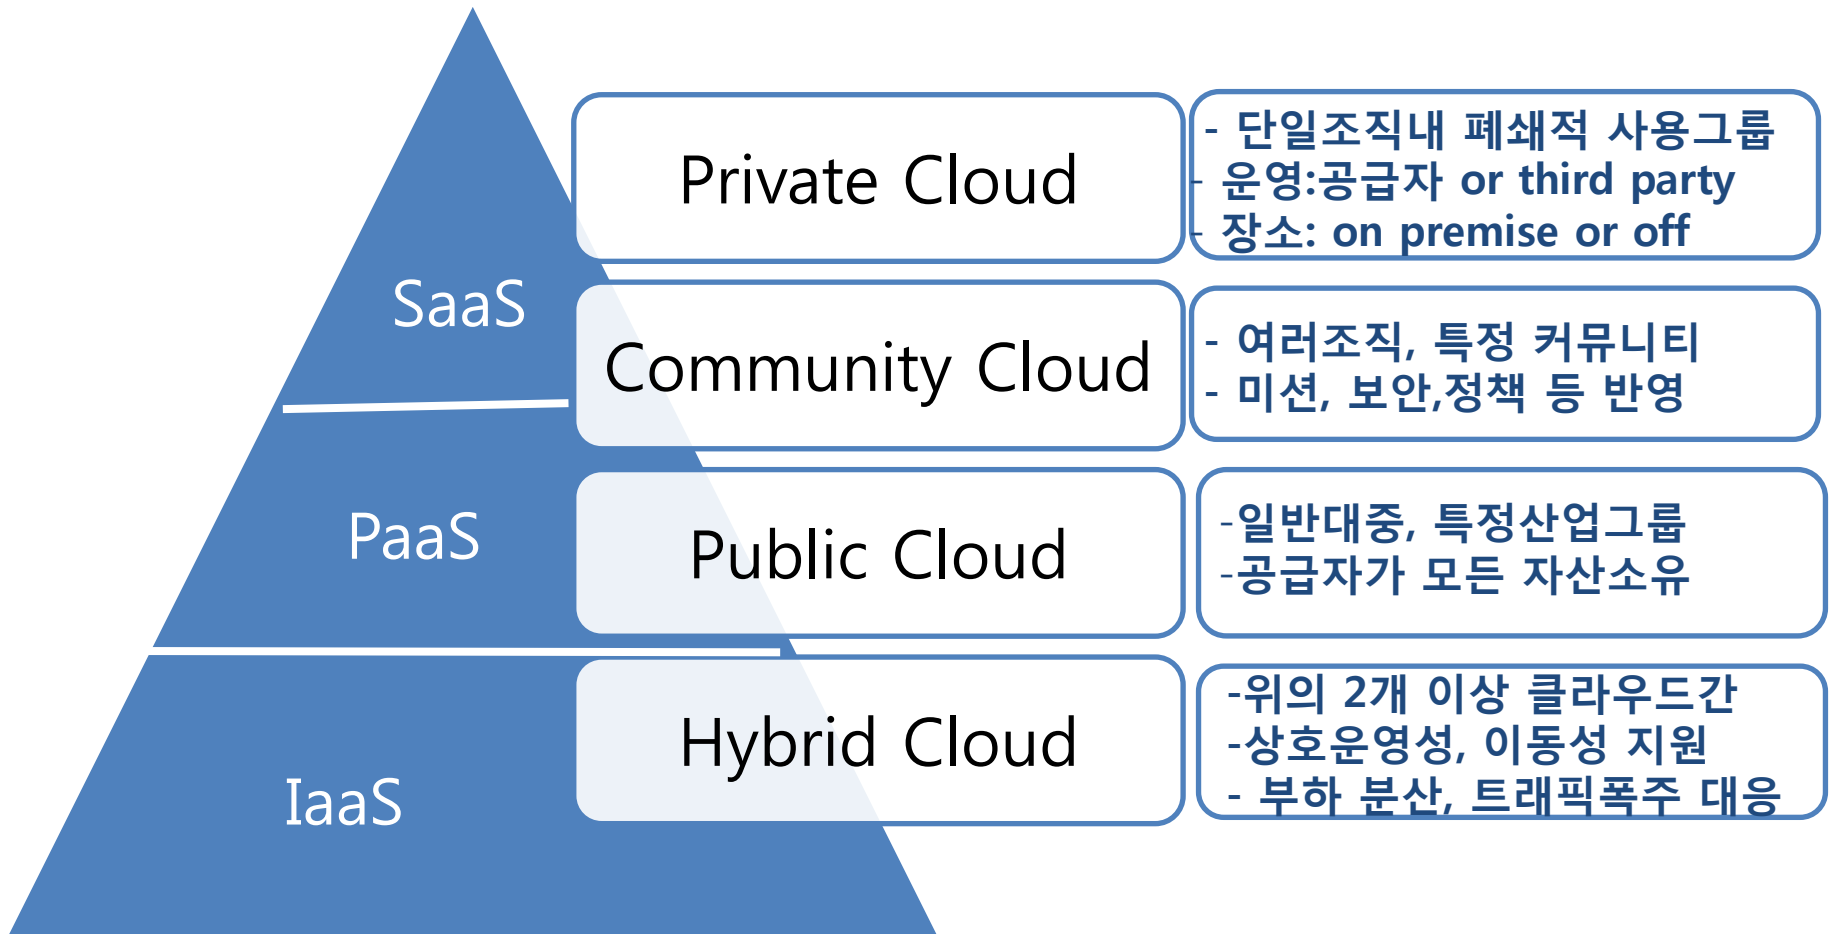 SaaS
PaaS
IaaS
Private Cloud
- 단일조직내 폐쇄적 사용그룹
- 운영:공급자 or third party
- 장소: on premise or off
Community Cloud
- 여러조직, 특정 커뮤니티
- 미션, 보안,정책 등 반영
Public Cloud
-일반대중, 특정산업그룹
-공급자가 모든 자산소유
Hybrid Cloud
-위의 2개 이상 클라우드간
-상호운영성, 이동성 지원
- 부하 분산, 트래픽폭주 대응